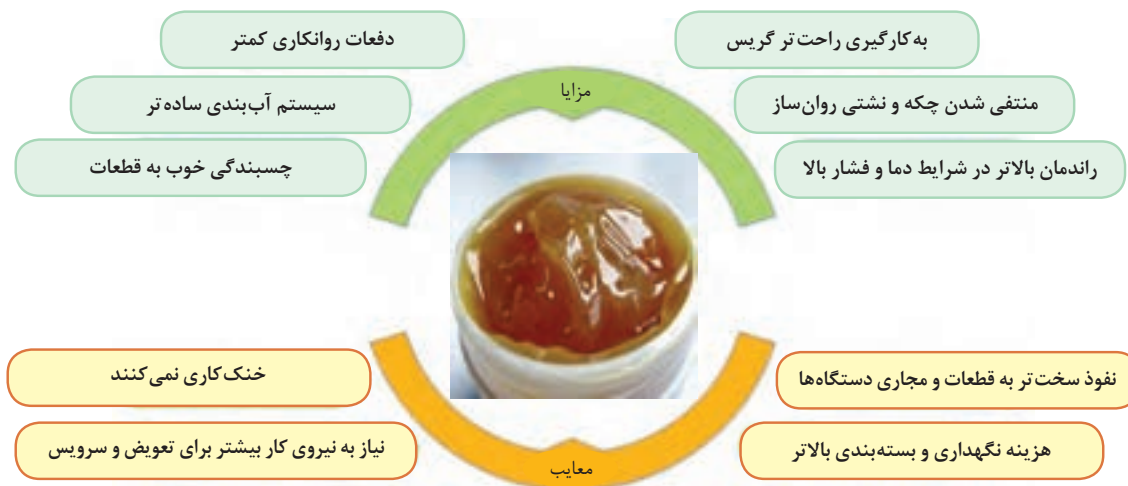 به‌کارگیری راحت‌تر گریس
دفعات روانکاری کمتر
مزایا
منتفی شدن چکه و نشتی روان‌ساز
سیستم آب‌بندی ساده‌تر
راندمان بالاتر در شرایط دما و فشار بالا
چسبندگی خوب به قطعات
نفوذ سخت‌تر به قطعات و مجاری دستگاه‌ها
خنک‌کاری نمی‌کنند
هزینه نگهداری و بسته‌بندی بالاتر
نیاز به نیروی کار بیشتر برای تعویض و سرویس
معایب